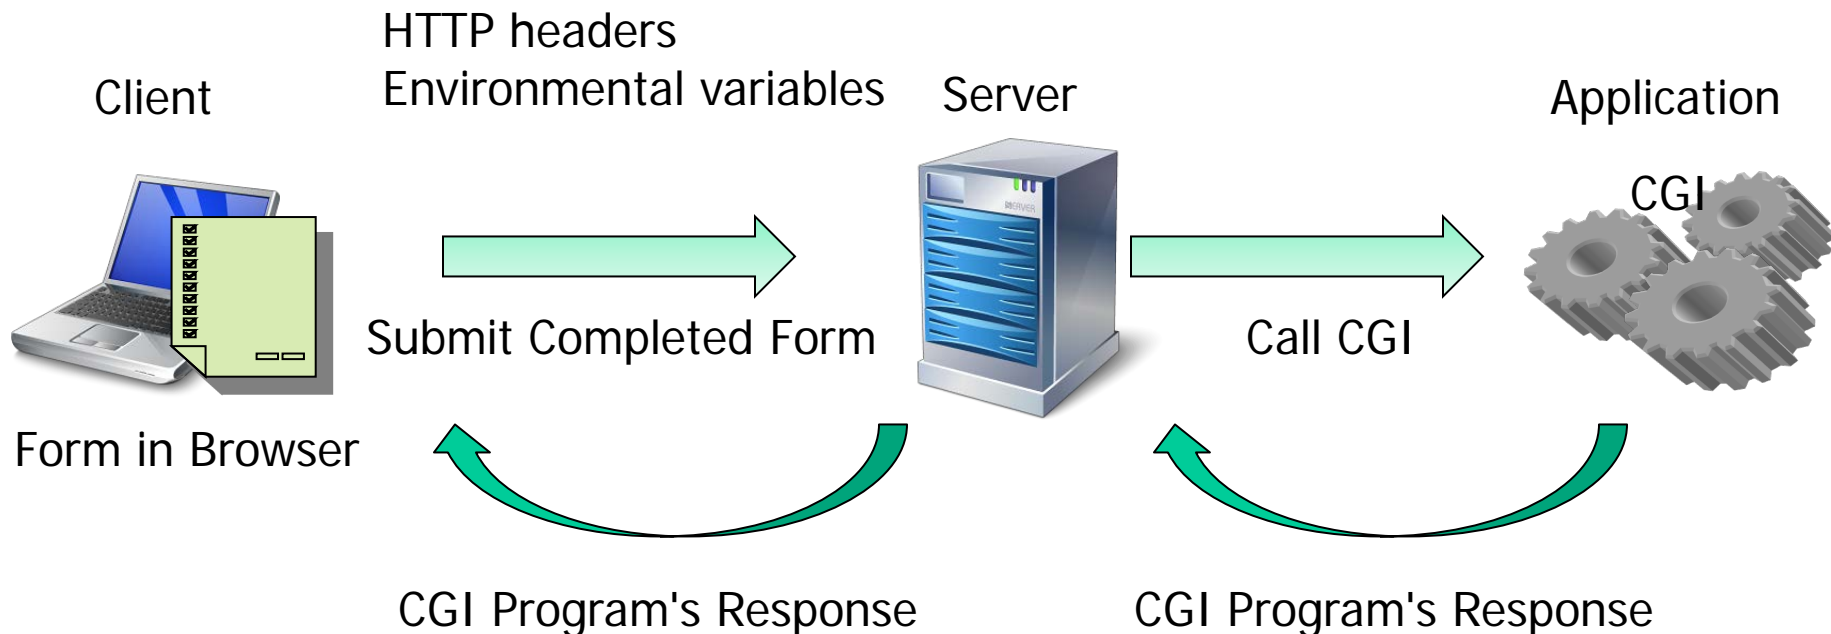 HTTP headers
Environmental variables
Client
Server
Application
CGI
SERVER
Submit Completed Form
Call CGI
Form in Browser
CGI Program's Response
CGI Program's Response